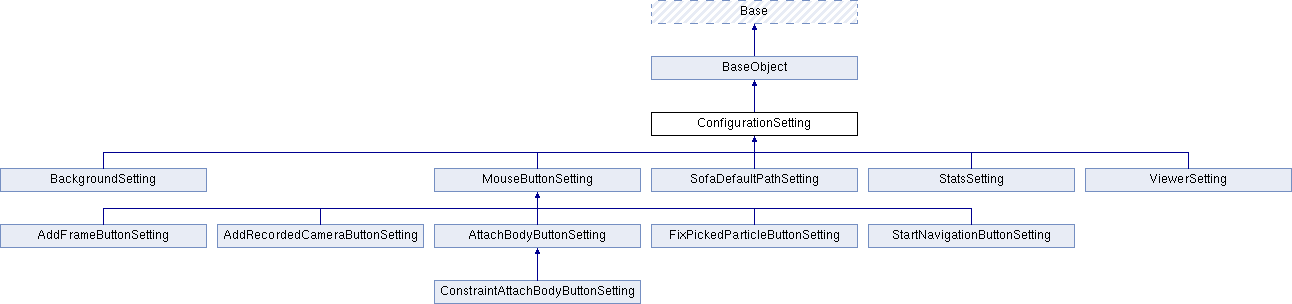 Base
BaseObject
ConfigurationSetting
BackgroundSetting
MouseButtonSetting
SofaDefaultPathSetting
StatsSetting
ViewerSetting
AddFrameButtonSetting
AddRecordedCameraButtonSetting
AttachBodyButtonSetting
FixPickedParticleButtonSetting
StartNavigationButtonSetting
ConstraintAttachBodyButtonSetting